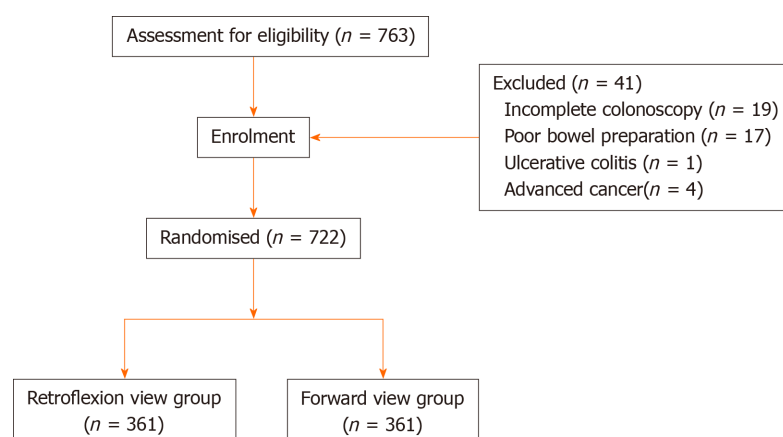 Assessment for eligibility (n = 763)
Excluded (n = 41)
Incomplete colonoscopy (n = 19)
Poor bowel preparation (n = 17)
Ulcerative colitis (n = 1)
Advanced cancer(n = 4)
Enrolment
Randomised (n = 722)
Retroflexion view group
(n = 361)
Forward view group
(n = 361)